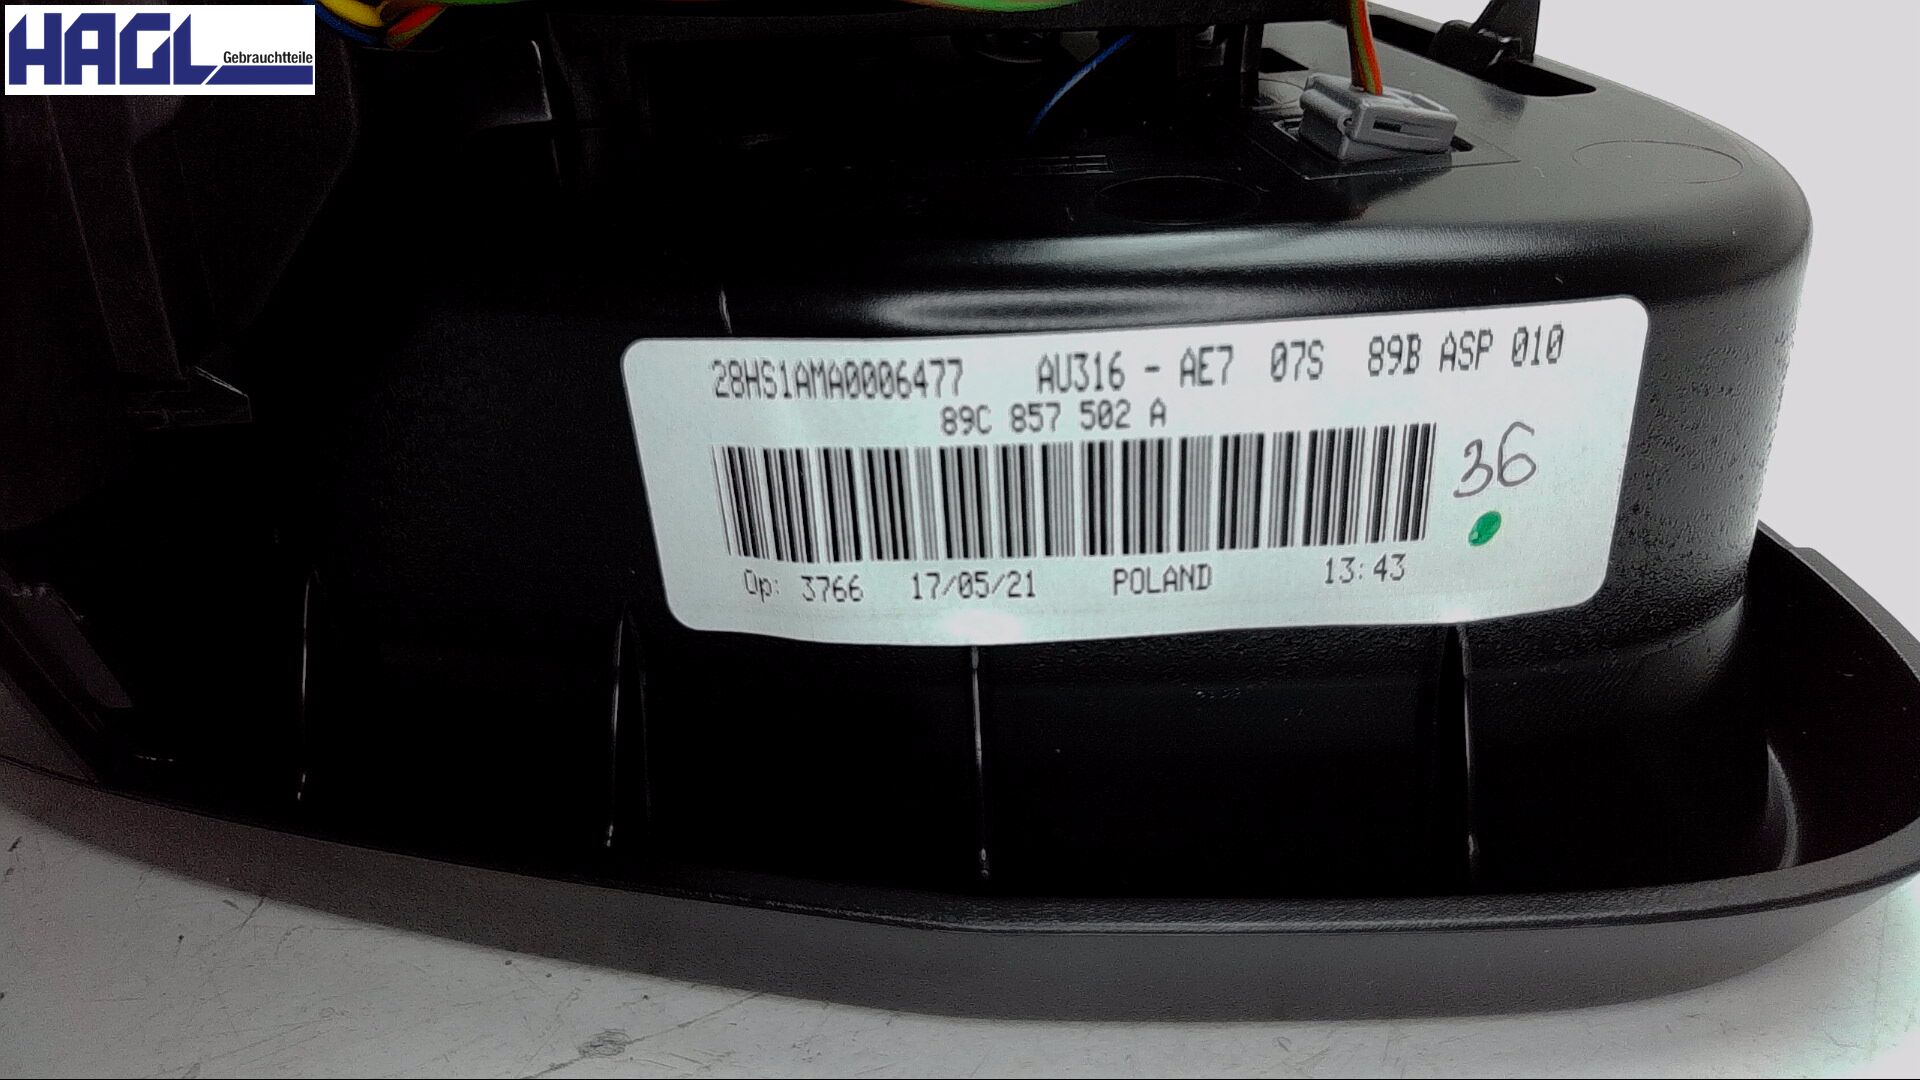 HAGL Gebrauchtteile
28HS1AMA0006477 AU316 - AE7 07S 89B ASP 010
89C 857 502 A
36
Op: 3766 17/05/21 POLAND 13:43